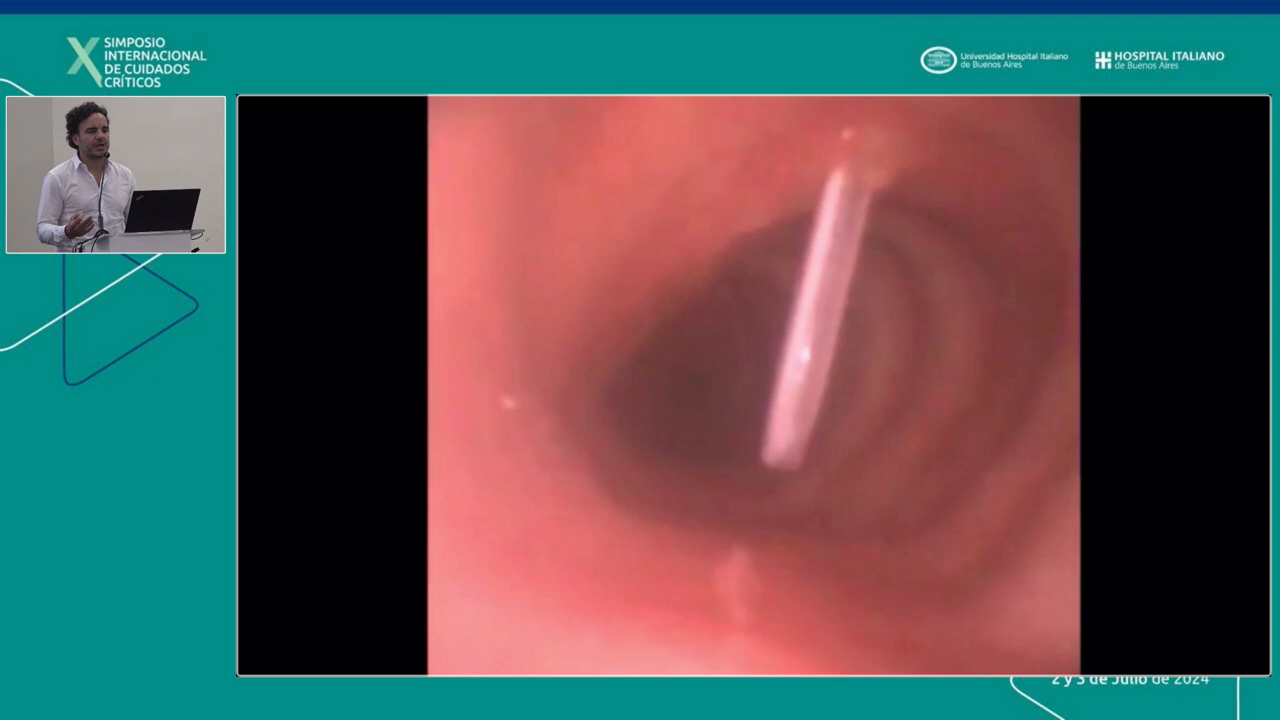 SIMPOSIO
INTERNACIONAL
DE CUIDADOS
CRÍTICOS
Universidad Hospital Italiano
de Buenos Aires
HOSPITAL ITALIANO
de Buenos Aires
2 y 3 de Julio de 2024